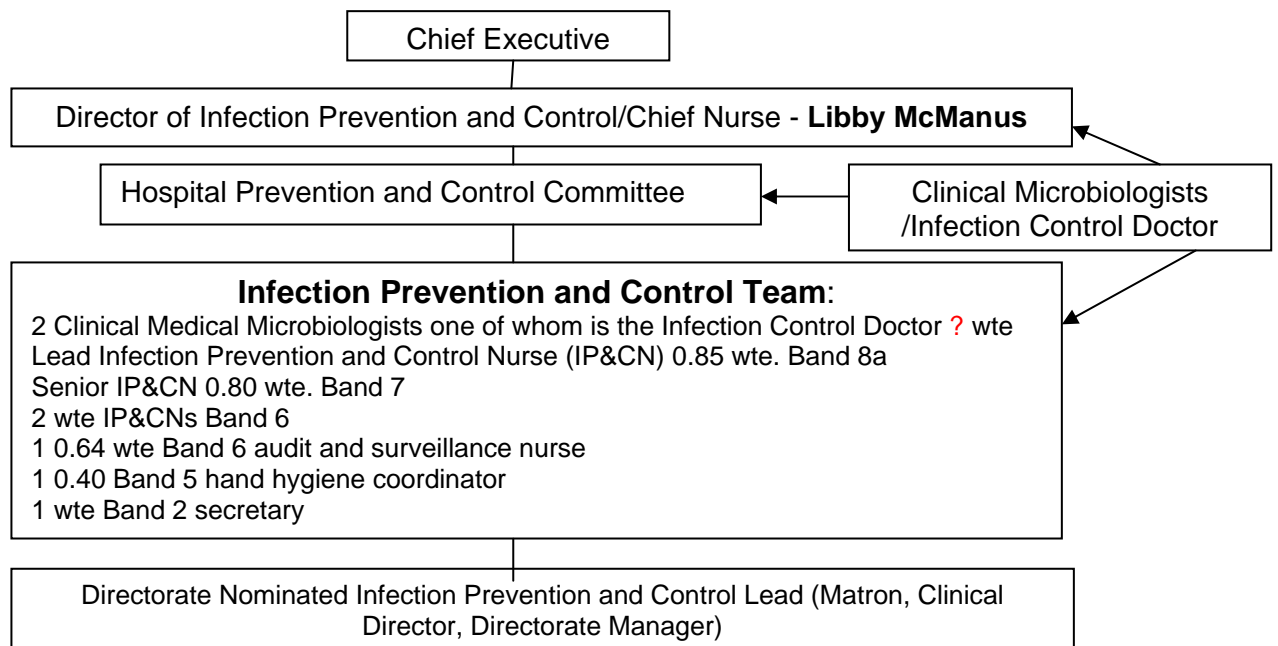 Chief Executive
Director of Infection Prevention and Control/Chief Nurse - Libby McManus
Hospital Prevention and Control Committee
Clinical Microbiologists
/Infection Control Doctor
Infection Prevention and Control Team:
2 Clinical Medical Microbiologists one of whom is the Infection Control Doctor ? wte
Lead Infection Prevention and Control Nurse (IP&CN) 0.85 wte. Band 8a
Senior IP&CN 0.80 wte. Band 7
2 wte IP&CNs Band 6
1 0.64 wte Band 6 audit and surveillance nurse
1 0.40 Band 5 hand hygiene coordinator
1 wte Band 2 secretary
Directorate Nominated Infection Prevention and Control Lead (Matron, Clinical
Director, Directorate Manager)